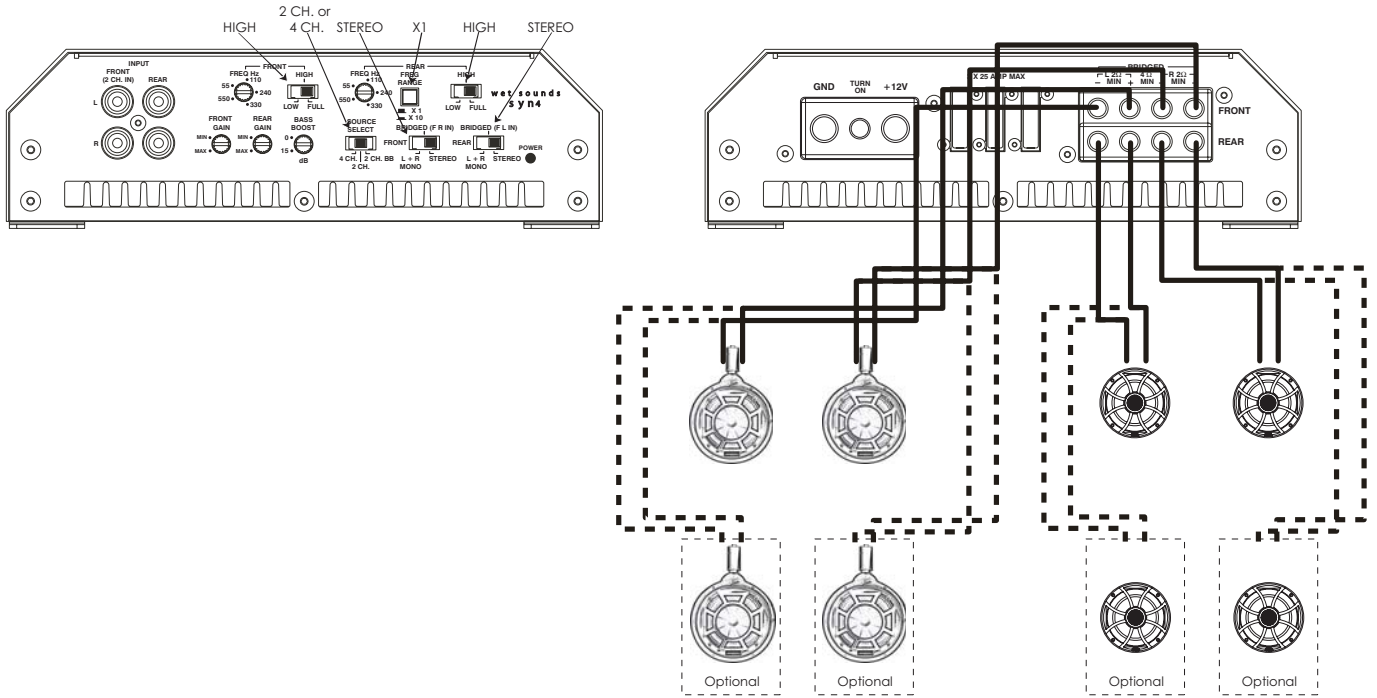 2 CH. or
HIGH 4 CH. STEREO X1 HIGH STEREO
INPUT
FRONT
(2 CH. IN) REAR
L
R
FRONT
FREQ Hz
55 110
240
550 330
HIGH
LOW FULL
REAR
FREQ Hz
55 110
240
550 330
FREQ
RANGE
X 1
X 10
HIGH
LOW FULL
wet sounds
syn4
FRONT
GAIN
MIN
MAX
REAR
GAIN
MIN
MAX
BASS
BOOST
0
15
dB
SOURCE
SELECT
4 CH. 2 CH. BB
2 CH.
BRIDGED (F R IN)
FRONT
L + R STEREO
MONO
BRIDGED (F L IN)
REAR
L + R STEREO
MONO
POWER
GND TURN
ON +12V
X 25 AMP MAX
BRIDGED
L 2Ω 4 Ω R 2Ω
– MIN + MIN – MIN +
FRONT
REAR
Optional Optional Optional Optional